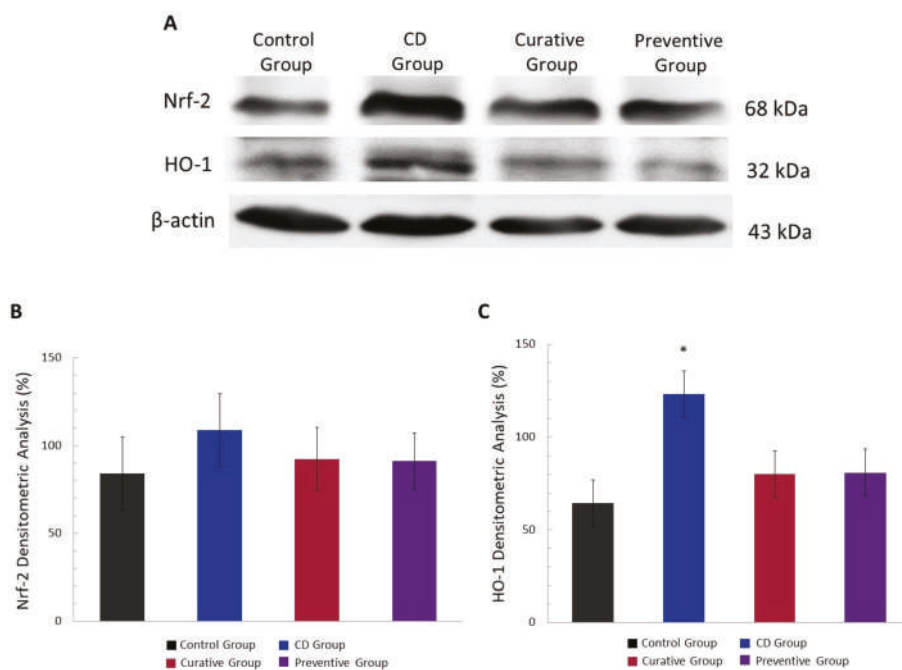 A
Control Group
CD Group
Curative Group
Preventive Group
Nrf-2
68 kDa
HO-1
32 kDa
β-actin
43 kDa
B
Nrf-2 Densitometric Analysis (%)
150
100
50
0
Control Group
CD Group
Curative Group
Preventive Group
C
HO-1 Densitometric Analysis (%)
150
100
50
0
*
Control Group
CD Group
Curative Group
Preventive Group